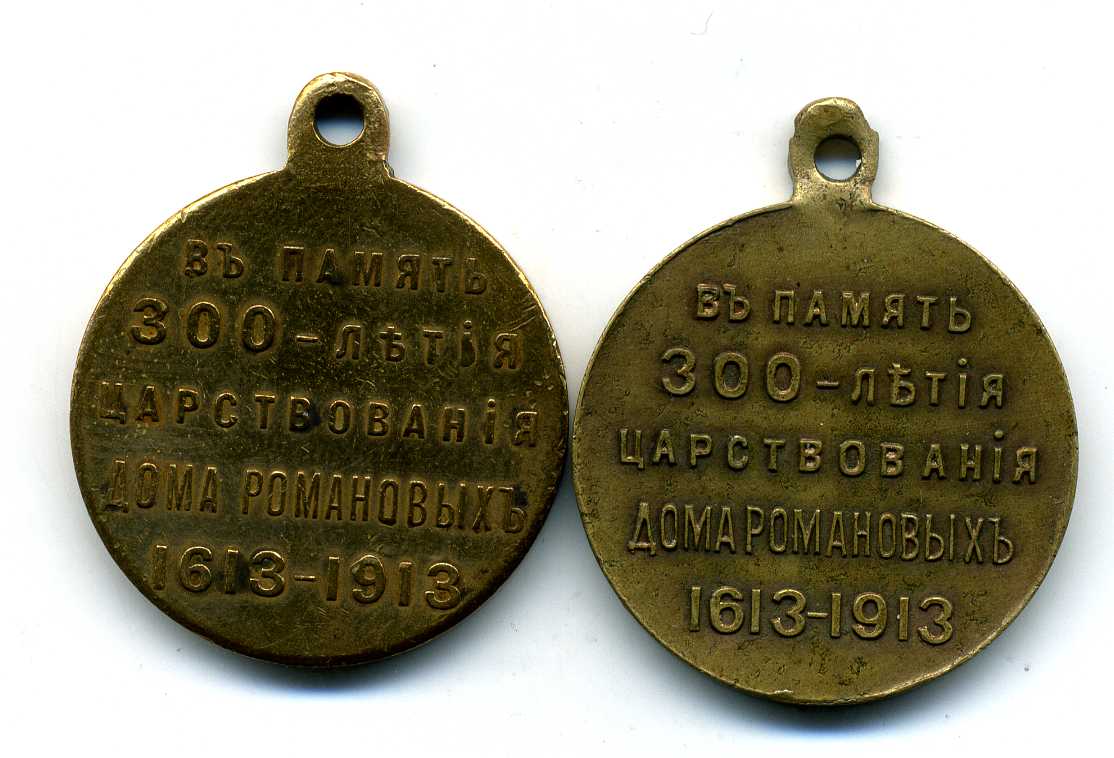 ВЪ ПАМЯТЬ
300-ЛѢТІЯ
ЦАРСТВОВАНІЯ
ДОМА РОМАНОВЫХЪ
1613-1913
ВЪ ПАМЯТЬ
300-ЛѢТІЯ
ЦАРСТВОВАНІЯ
ДОМА РОМАНОВЫХЪ
1613-1913